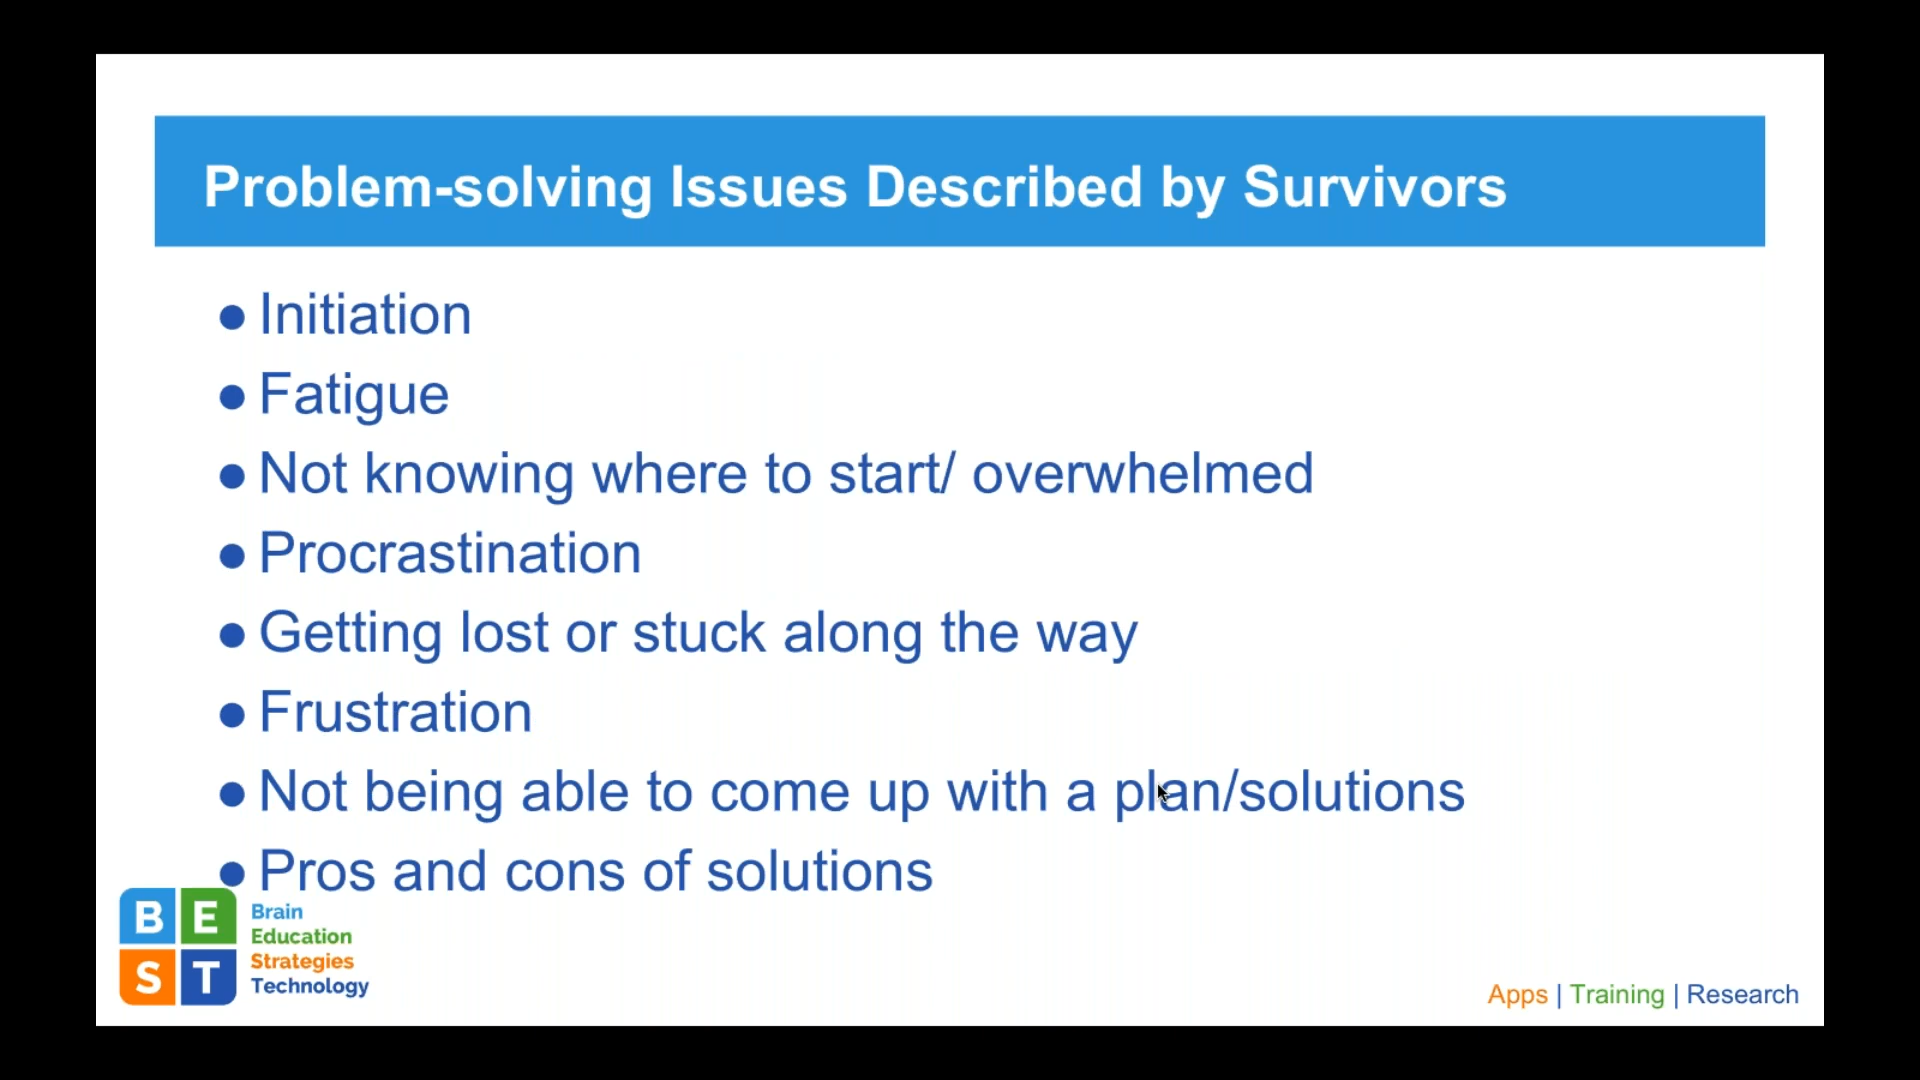 Problem-solving Issues Described by Survivors
● Initiation
● Fatigue
● Not knowing where to start/ overwhelmed
● Procrastination
● Getting lost or stuck along the way
● Frustration
● Not being able to come up with a plan/solutions
● Pros and cons of solutions
B E
S T
Brain
Education
Strategies
Technology
Apps | Training | Research